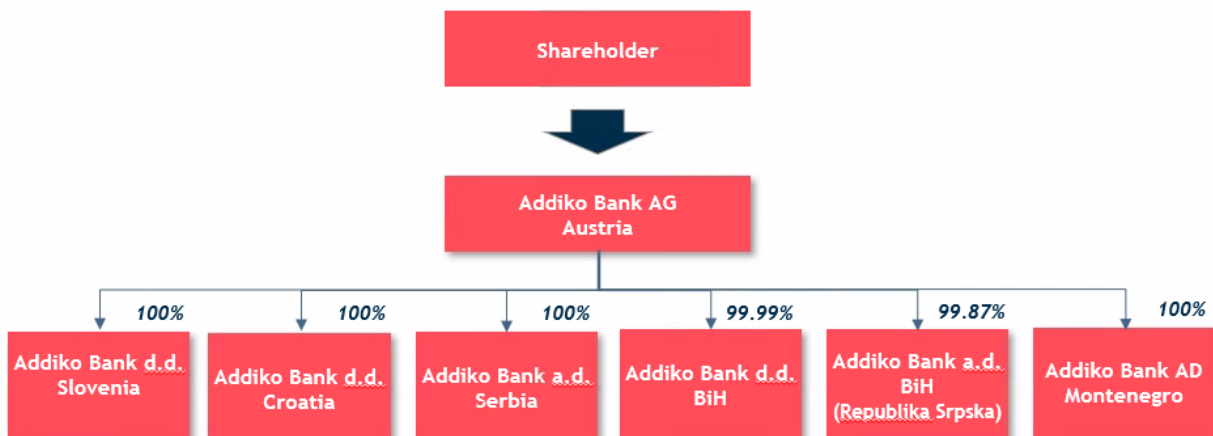 Shareholder
Addiko Bank AG
Austria
100%
100%
100%
99.99%
99.87%
100%
Addiko Bank d.d.
Slovenia
Addiko Bank d.d.
Croatia
Addiko Bank a.d.
Serbia
Addiko Bank d.d.
BiH
Addiko Bank a.d.
BiH
(Republika Srpska)
Addiko Bank AD
Montenegro